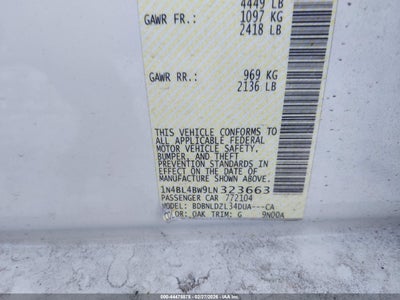 4449 LB
GAWR FR.: 1097 KG
2418 LB
GAWR RR.: 969 KG
2136 LB
THIS VEHICLE CONFORMS TO
ALL APPLICABLE FEDERAL
MOTOR VEHICLE SAFETY,
BUMPER, AND THEFT
PREVENTION STANDARDS
IN EFFECT ON THE DATE OF
MANUFACTURE SHOWN ABOVE.
1N4BL4BW9LN323663
PASSENGER CAR 772104
MODEL: BDBNLDZL34DUA---CA
COLOR: QAK TRIM: G 9N00A